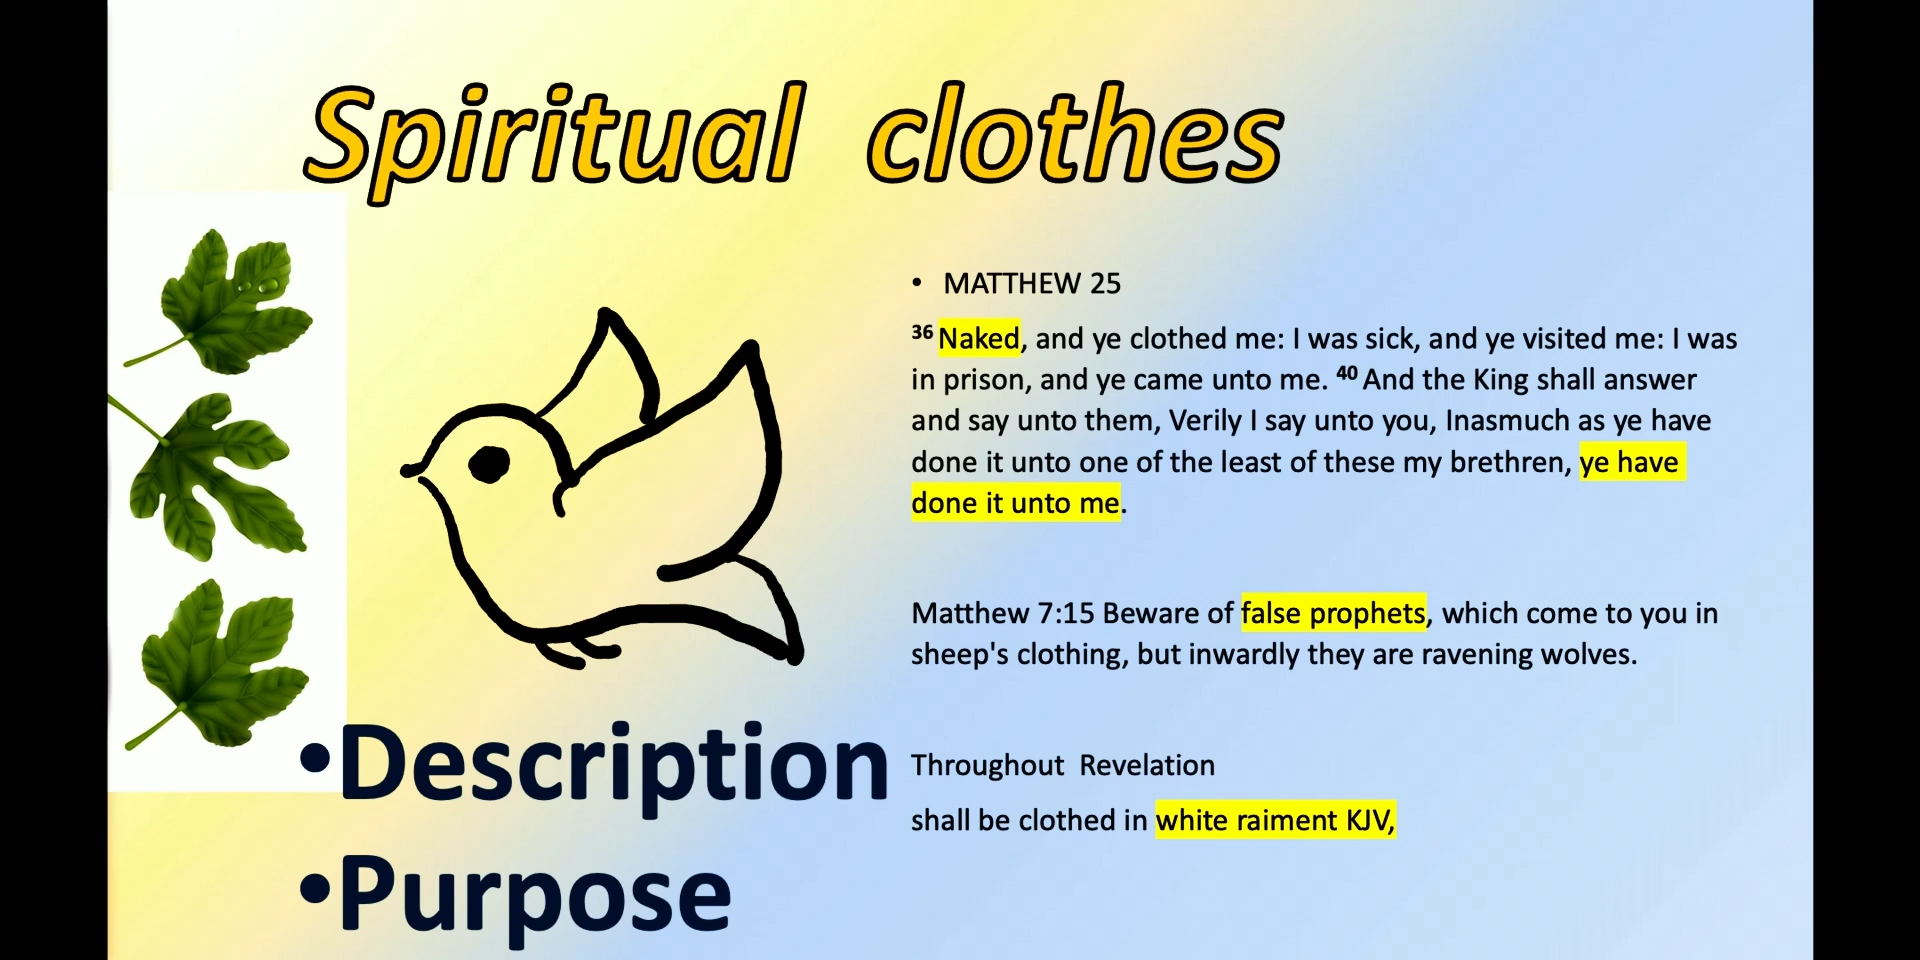 Spiritual clothes
• MATTHEW 25
36 Naked, and ye clothed me: I was sick, and ye visited me: I was
in prison, and ye came unto me. 40 And the King shall answer
and say unto them, Verily I say unto you, Inasmuch as ye have
done it unto one of the least of these my brethren, ye have
done it unto me.
Matthew 7:15 Beware of false prophets, which come to you in
sheep's clothing, but inwardly they are ravening wolves.
Throughout Revelation
shall be clothed in white raiment KJV,
•Description
•Purpose